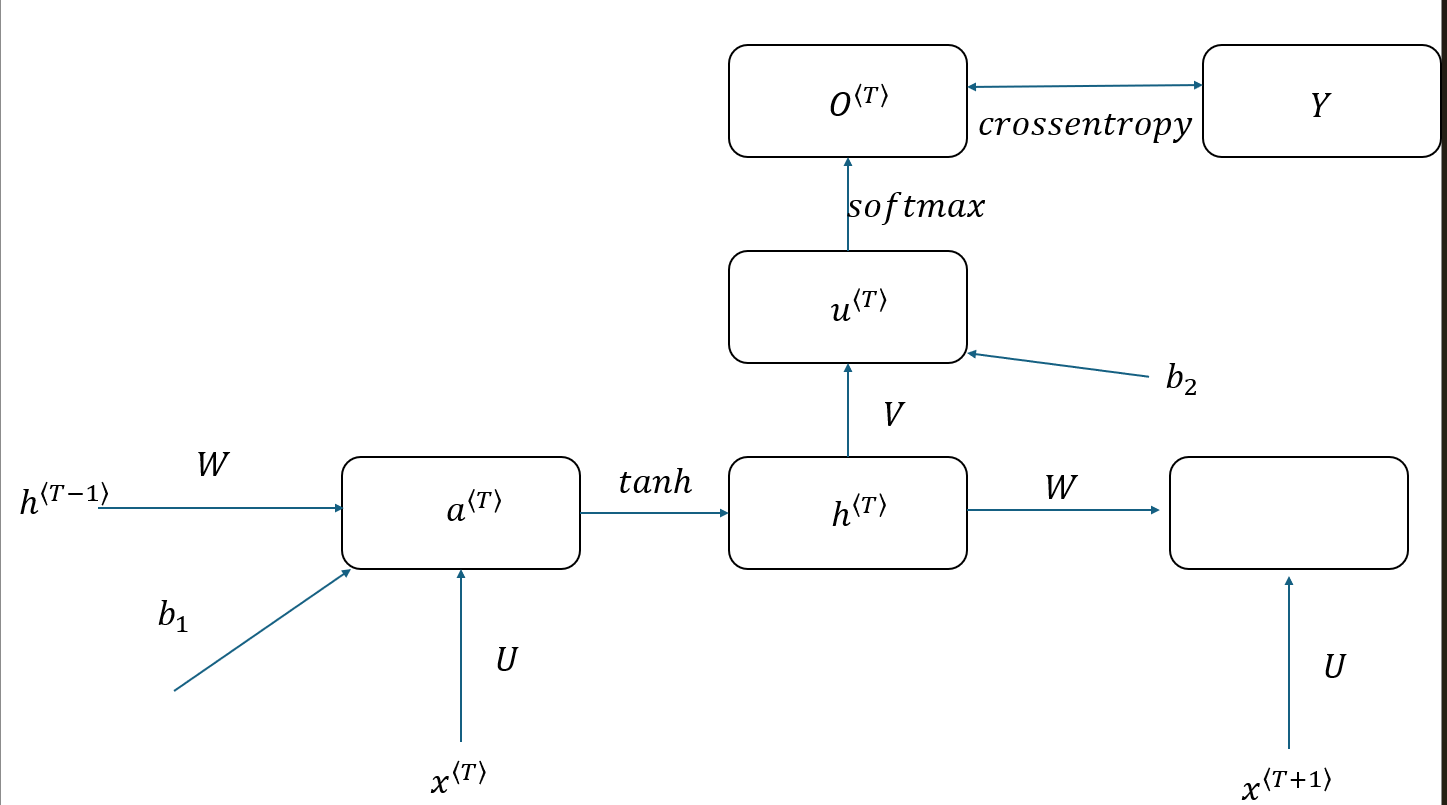 O⟨T⟩
Y
crossentropy
softmax
u⟨T⟩
b₂
V
W
h⟨T−1⟩
a⟨T⟩
tanh
h⟨T⟩
W
b₁
U
U
x⟨T⟩
x⟨T+1⟩